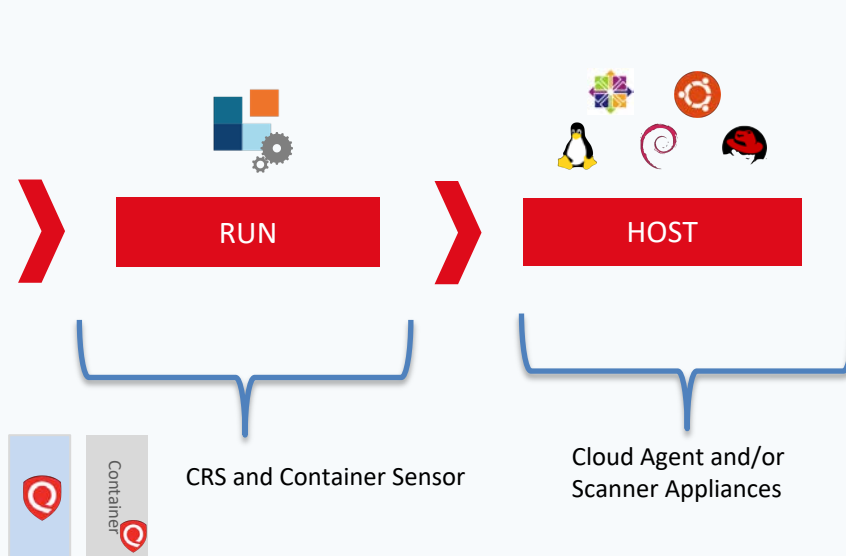 RUN
HOST
Container
CRS and Container Sensor
Cloud Agent and/or
Scanner Appliances